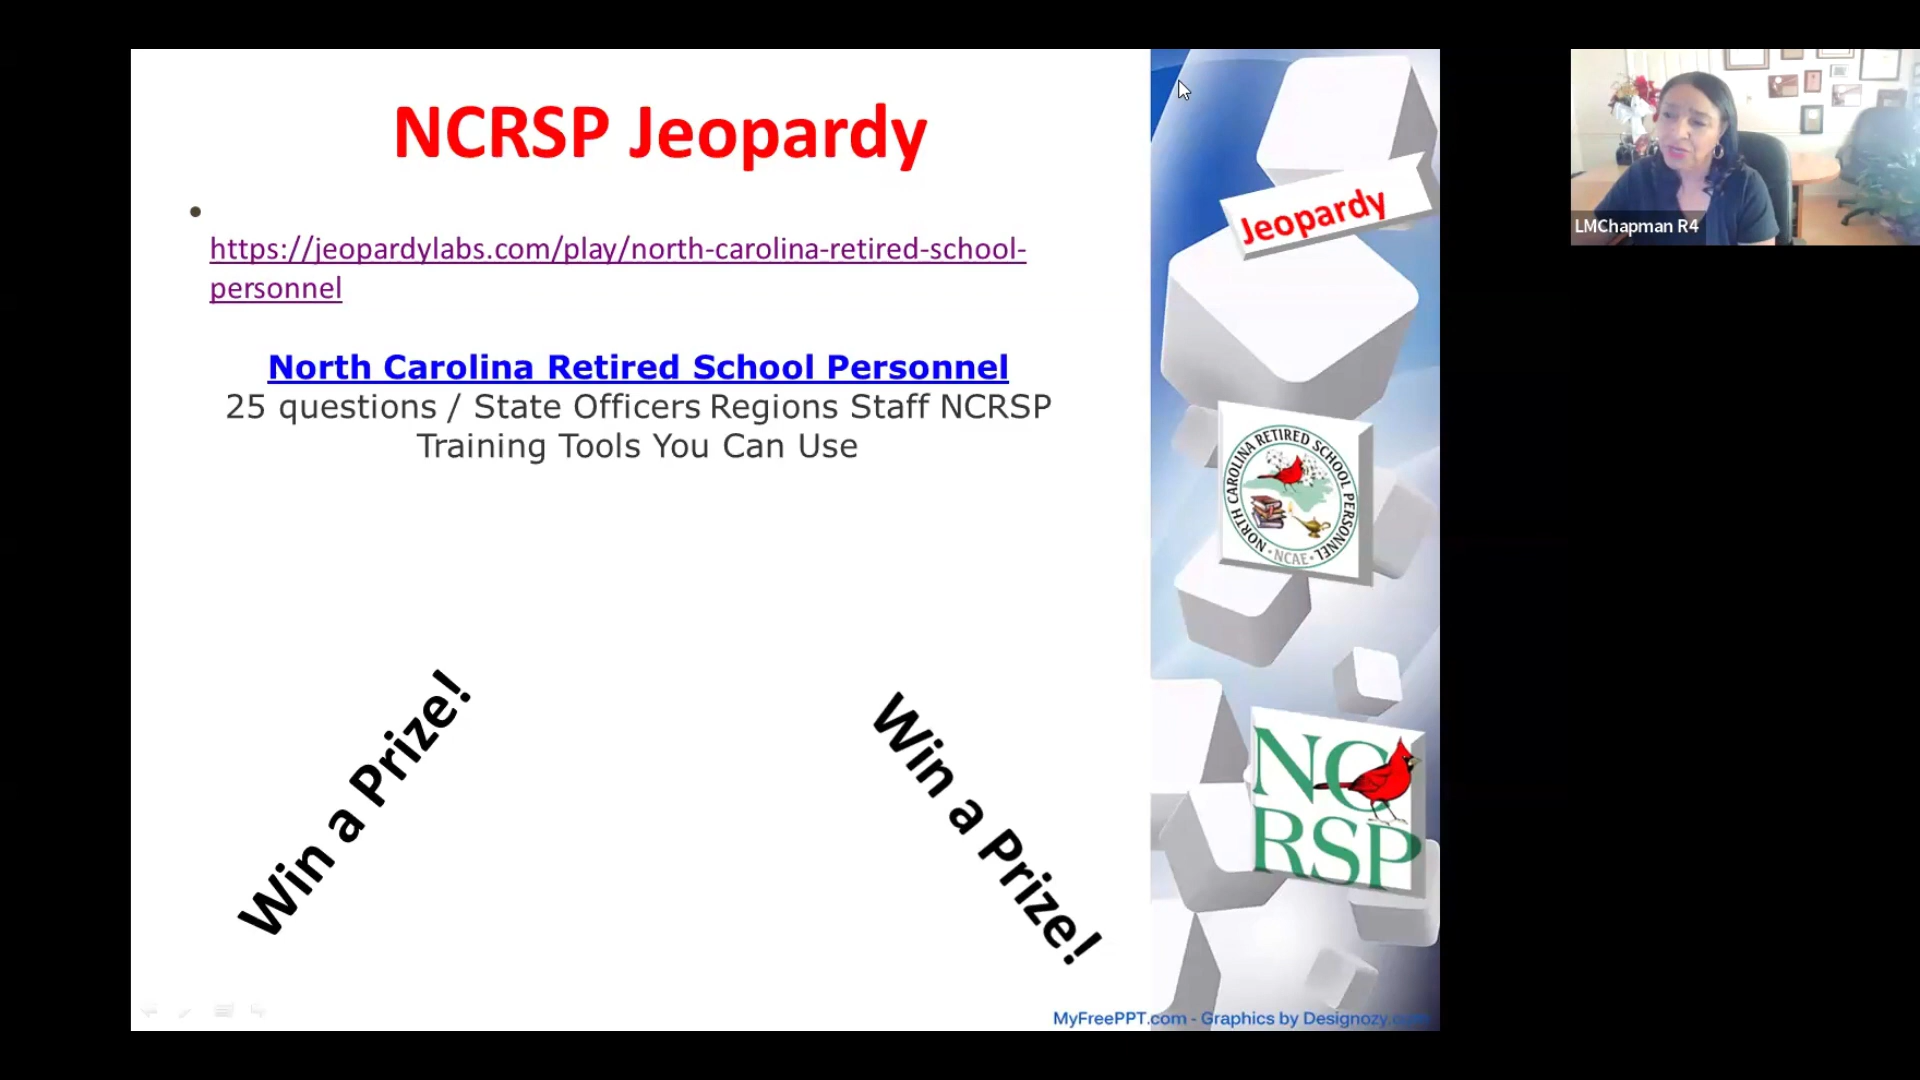 NCRSP Jeopardy
https://jeopardylabs.com/play/north-carolina-retired-school-
personnel
North Carolina Retired School Personnel
25 questions / State Officers Regions Staff NCRSP
Training Tools You Can Use
Win a Prize!
Win a Prize!
Jeopardy
NORTH CAROLINA RETIRED SCHOOL PERSONNEL
• NCAE •
NC
RSP
MyFreePPT.com - Graphics by Designozy
LMChapman R4